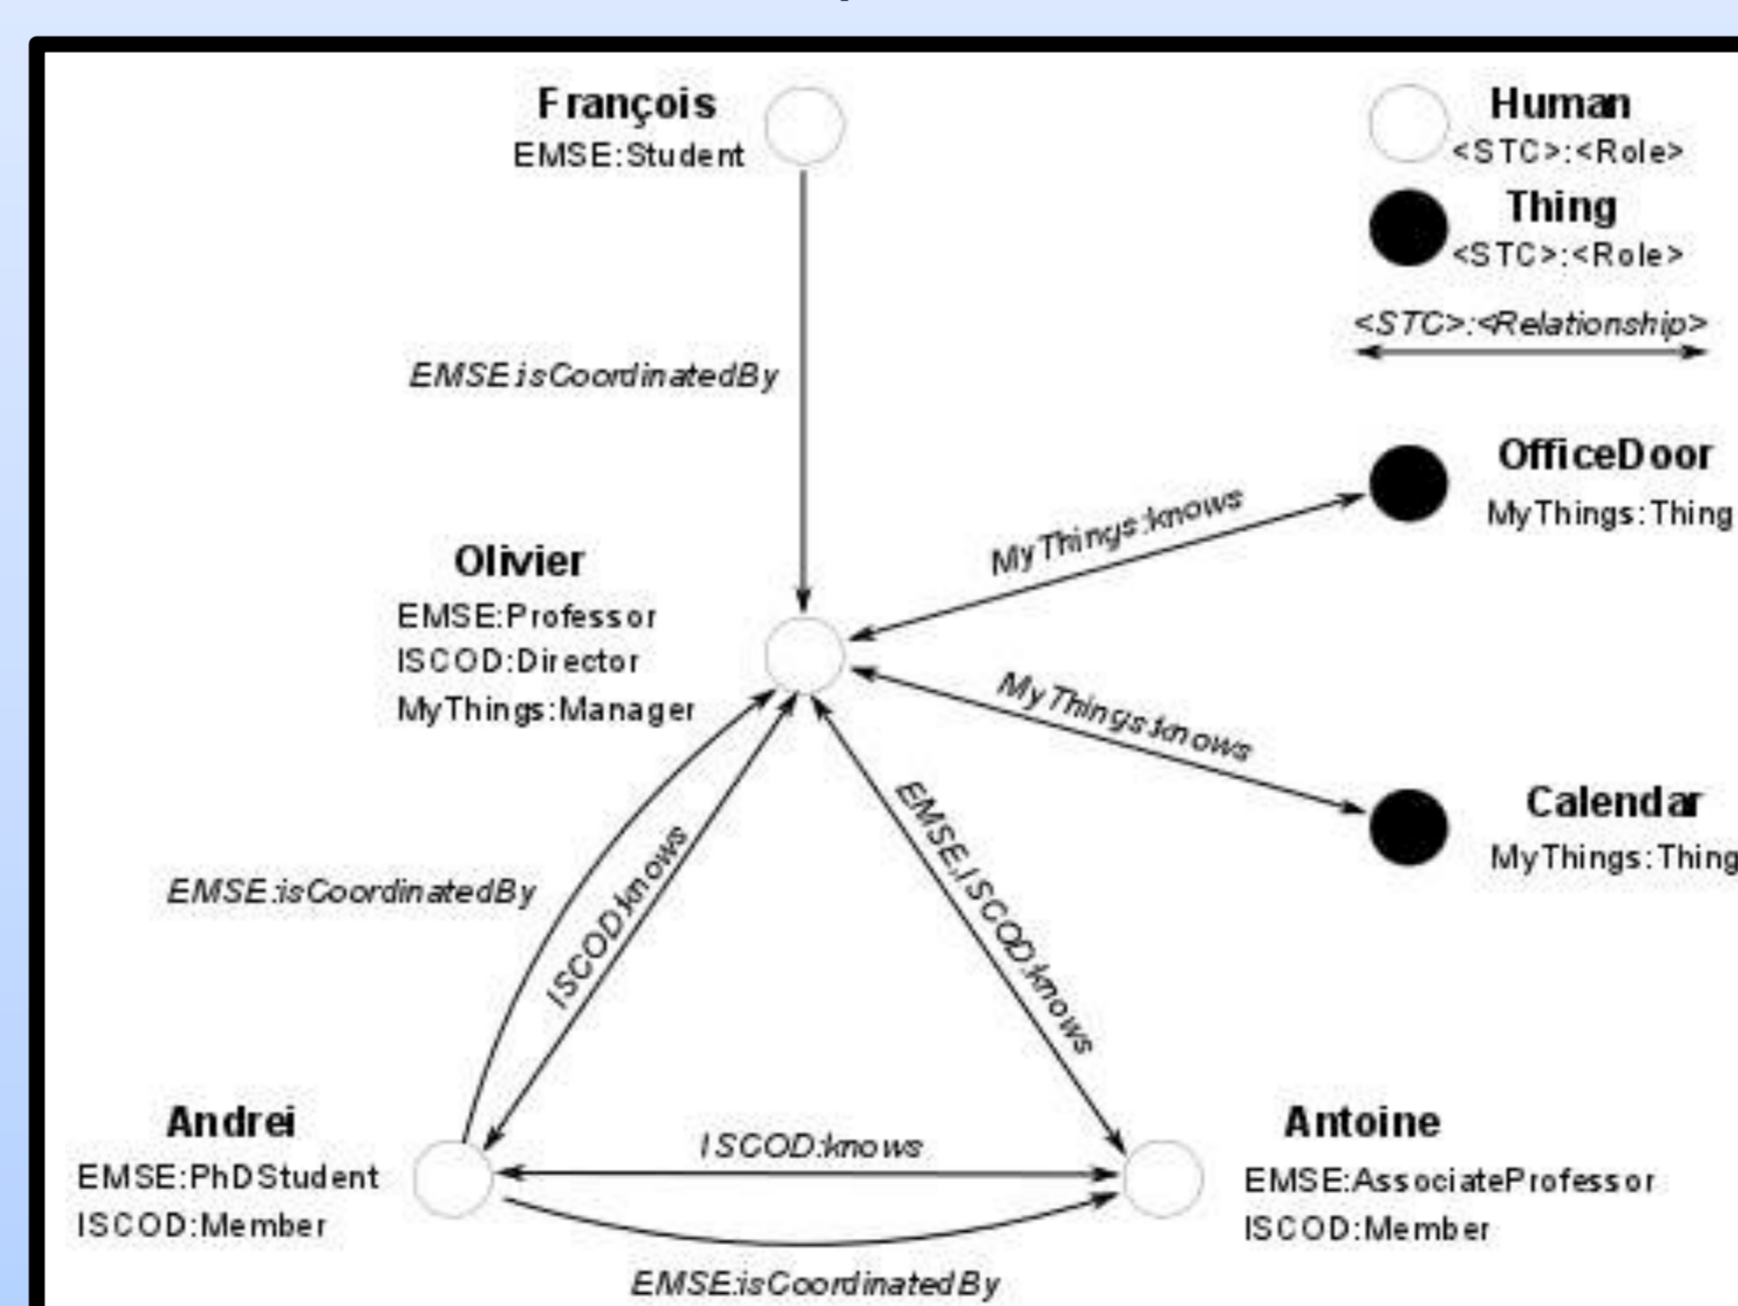 François
EMSE:Student
Human
<STC>:<Role>
Thing
<STC>:<Role>
<STC>:<Relationship>
EMSE:isCoordinatedBy
OfficeDoor
MyThings:Thing
MyThings:knows
Olivier
EMSE:Professor
ISCOD:Director
MyThings:Manager
MyThings:knows
Calendar
MyThings:Thing
EMSE:isCoordinatedBy
ISCOD:knows
EMSE,ISCOD:knows
Andrei
EMSE:PhDStudent
ISCOD:Member
ISCOD:knows
Antoine
EMSE:AssociateProfessor
ISCOD:Member
EMSE:isCoordinatedBy